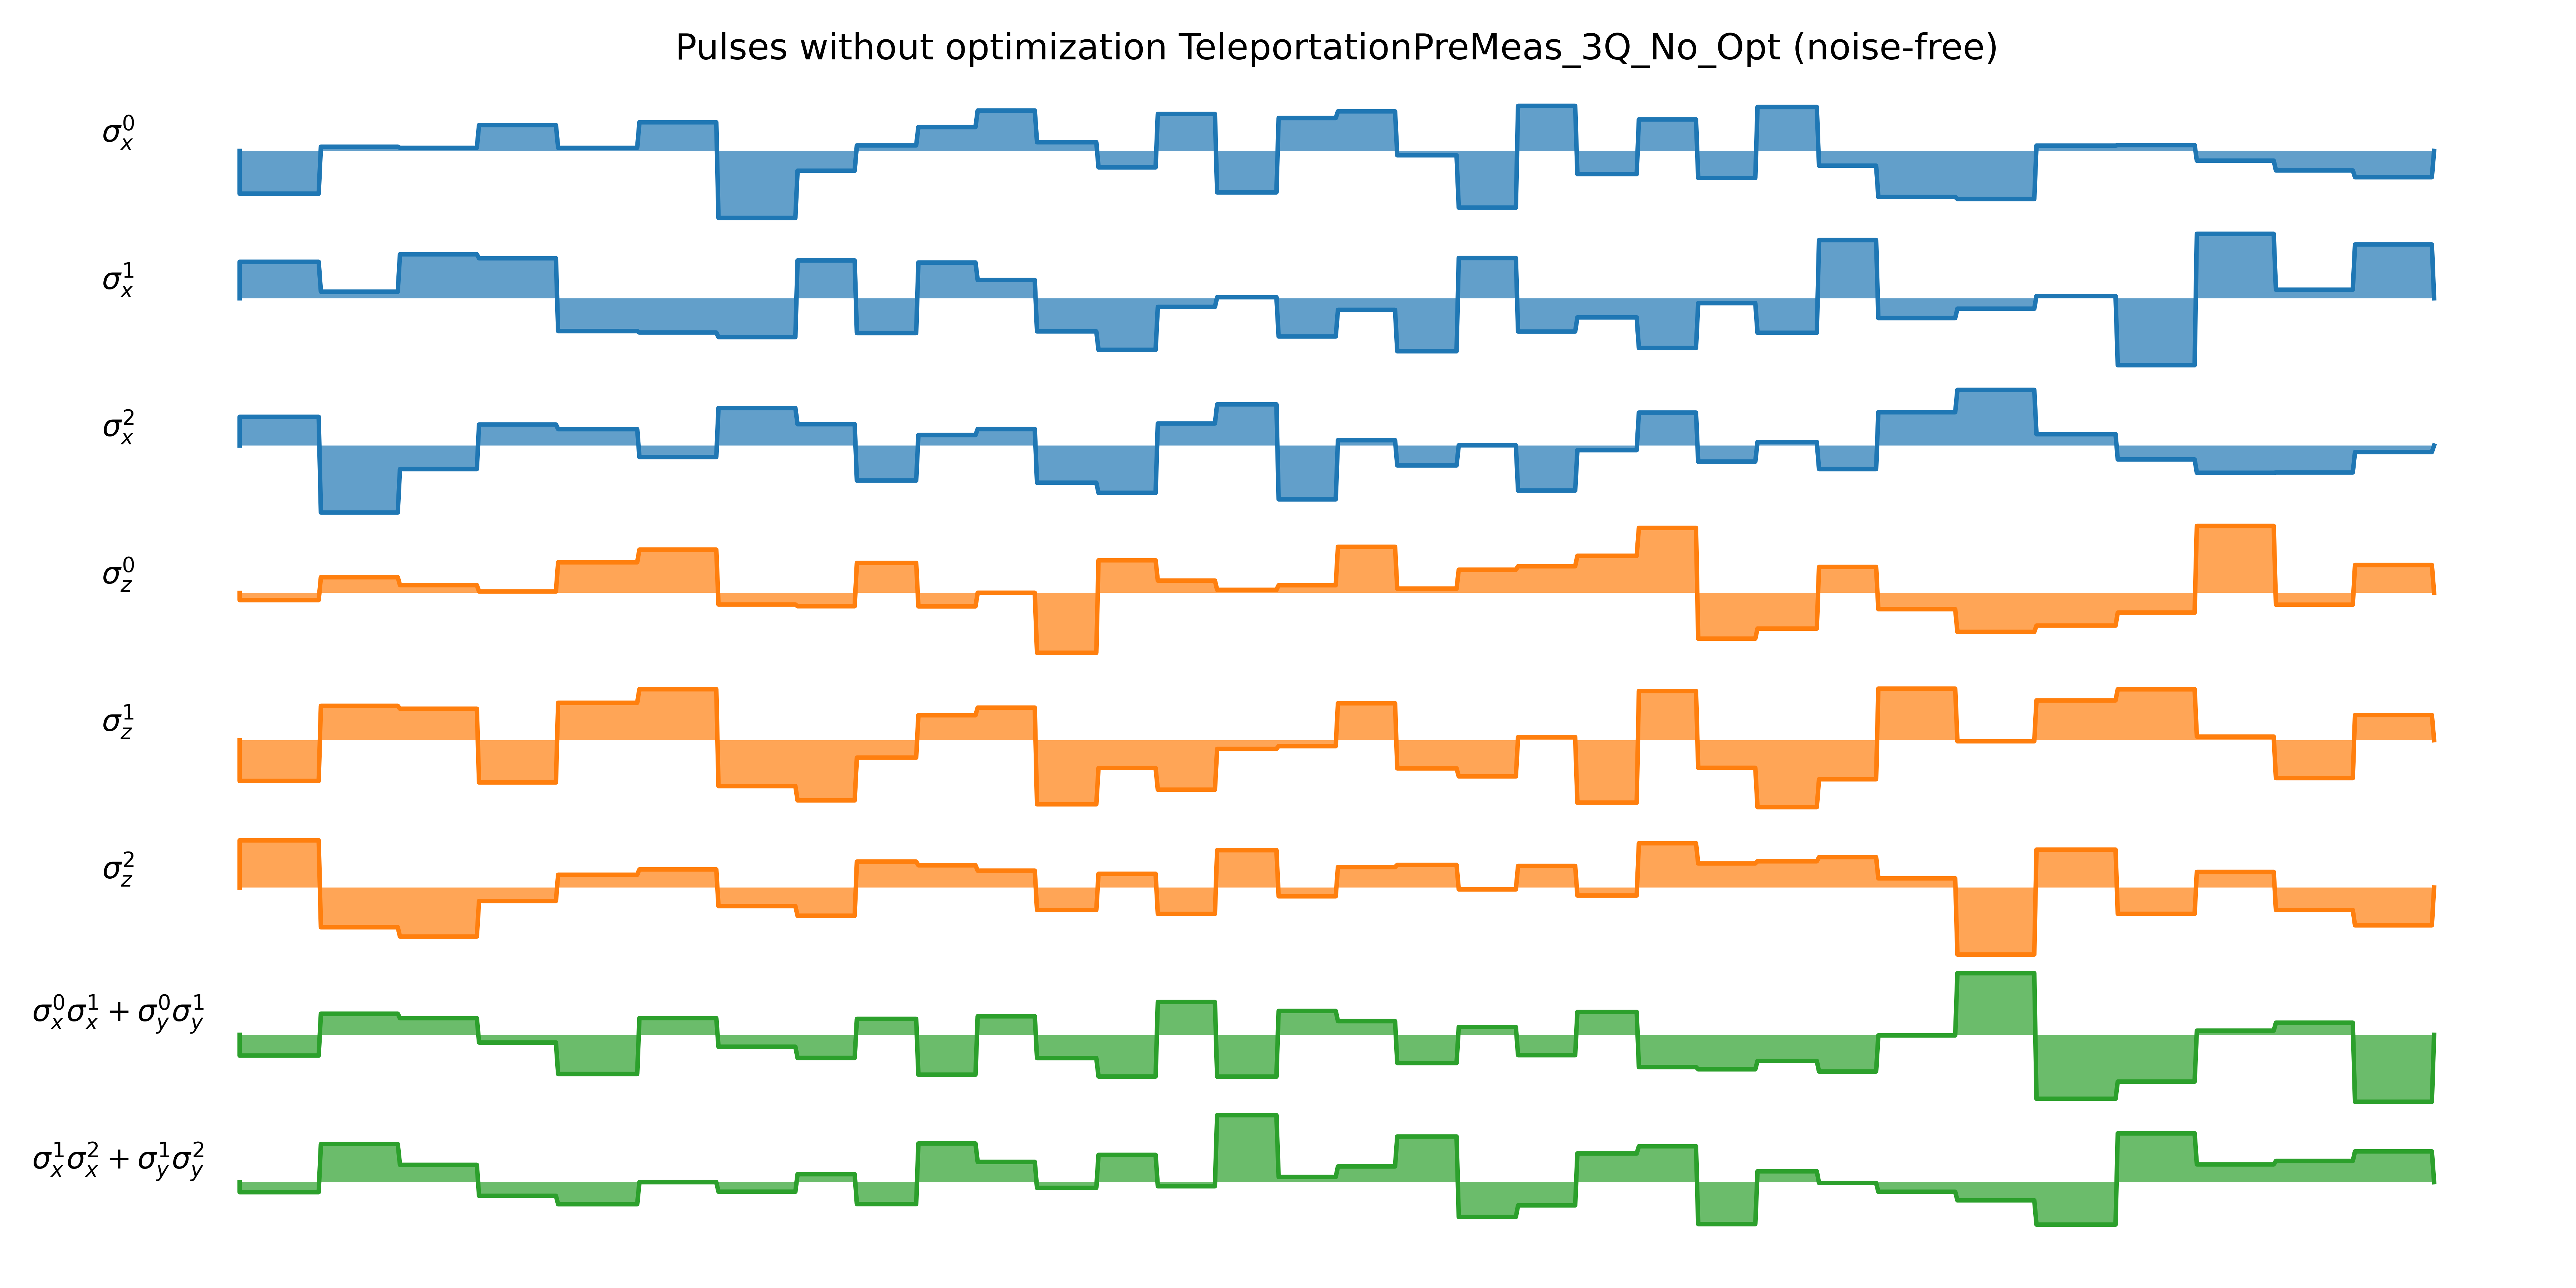 Pulses without optimization TeleportationPreMeas_3Q_No_Opt (noise-free)
σ_x^0
σ_x^1
σ_x^2
σ_z^0
σ_z^1
σ_z^2
σ_x^0σ_x^1 + σ_y^0σ_y^1
σ_x^1σ_x^2 + σ_y^1σ_y^2